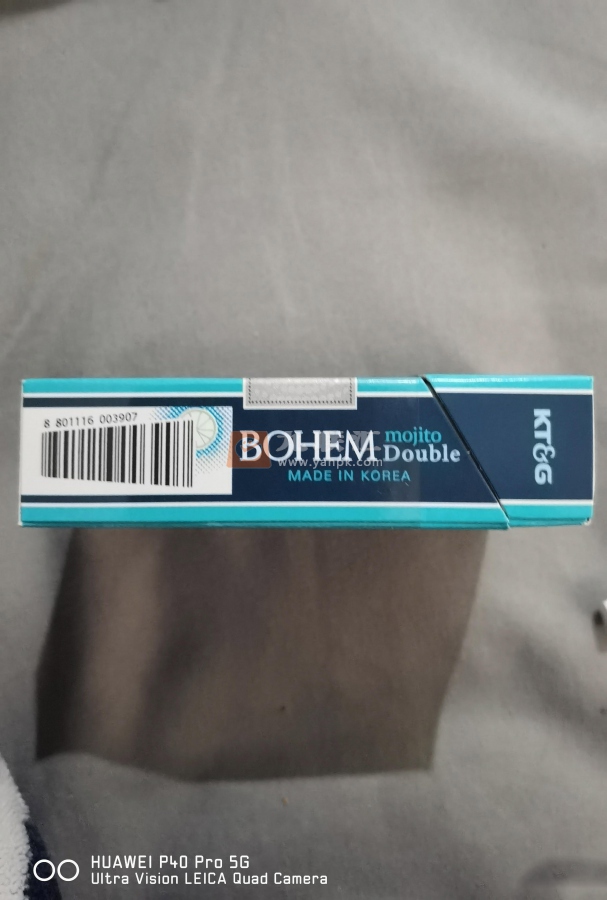 8 801116 003907
BOHEM
mojito
Double
MADE IN KOREA
KT&G
www.yanpk.com
HUAWEI P40 Pro 5G
Ultra Vision LEICA Quad Camera